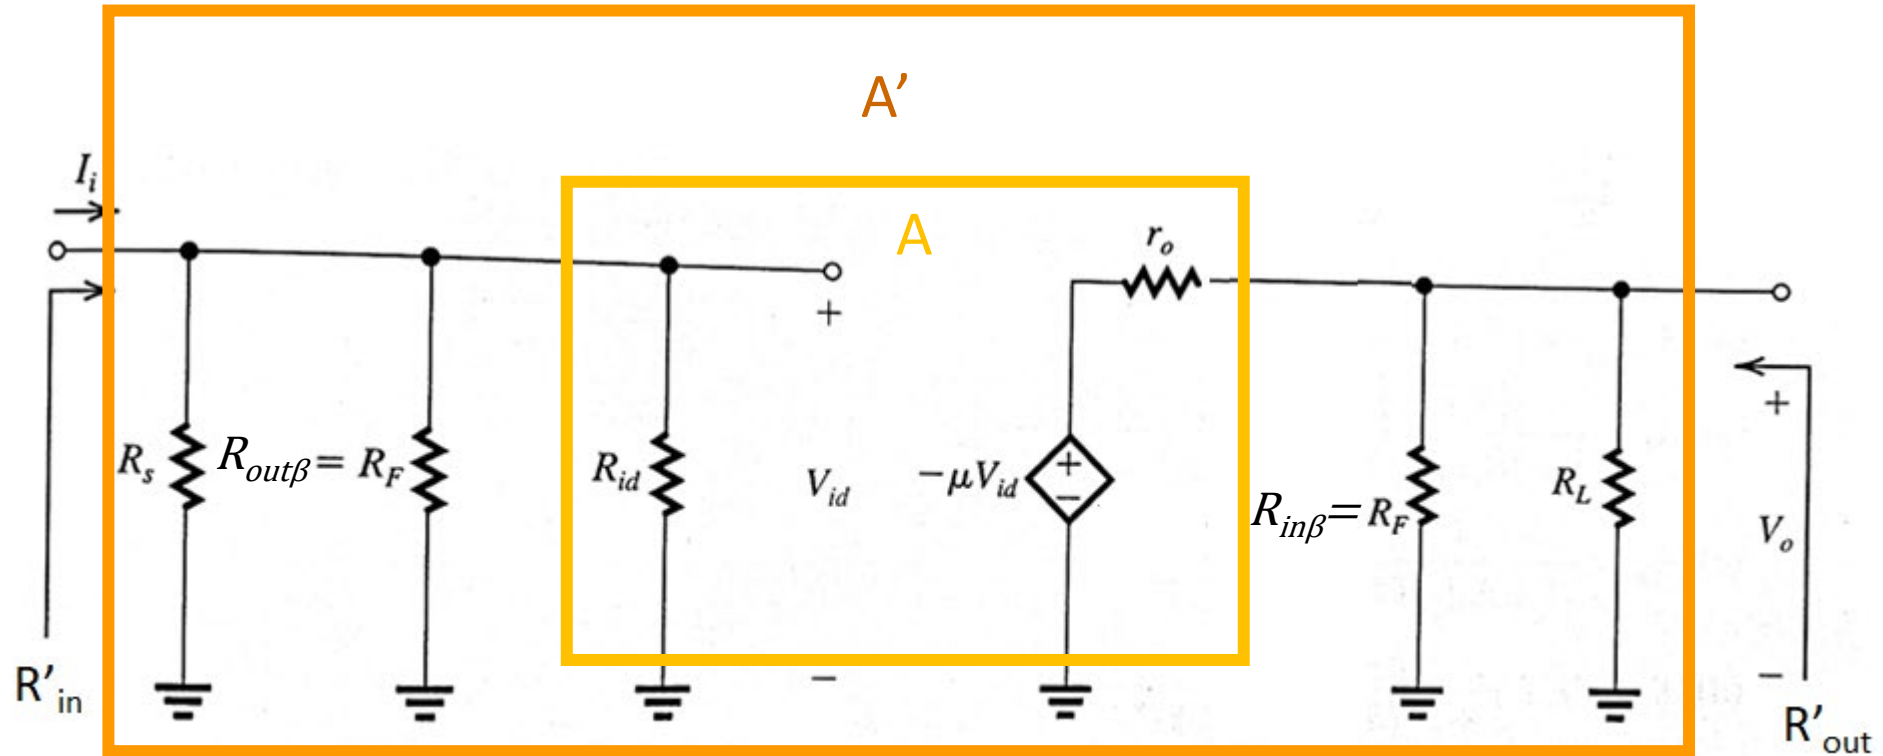 A’
I_i
A
r_o
+
+
R_s
R_outβ = R_F
R_id
V_id
−μV_id
+
−
R_inβ = R_F
R_L
V_o
−
−
R’_in
R’_out